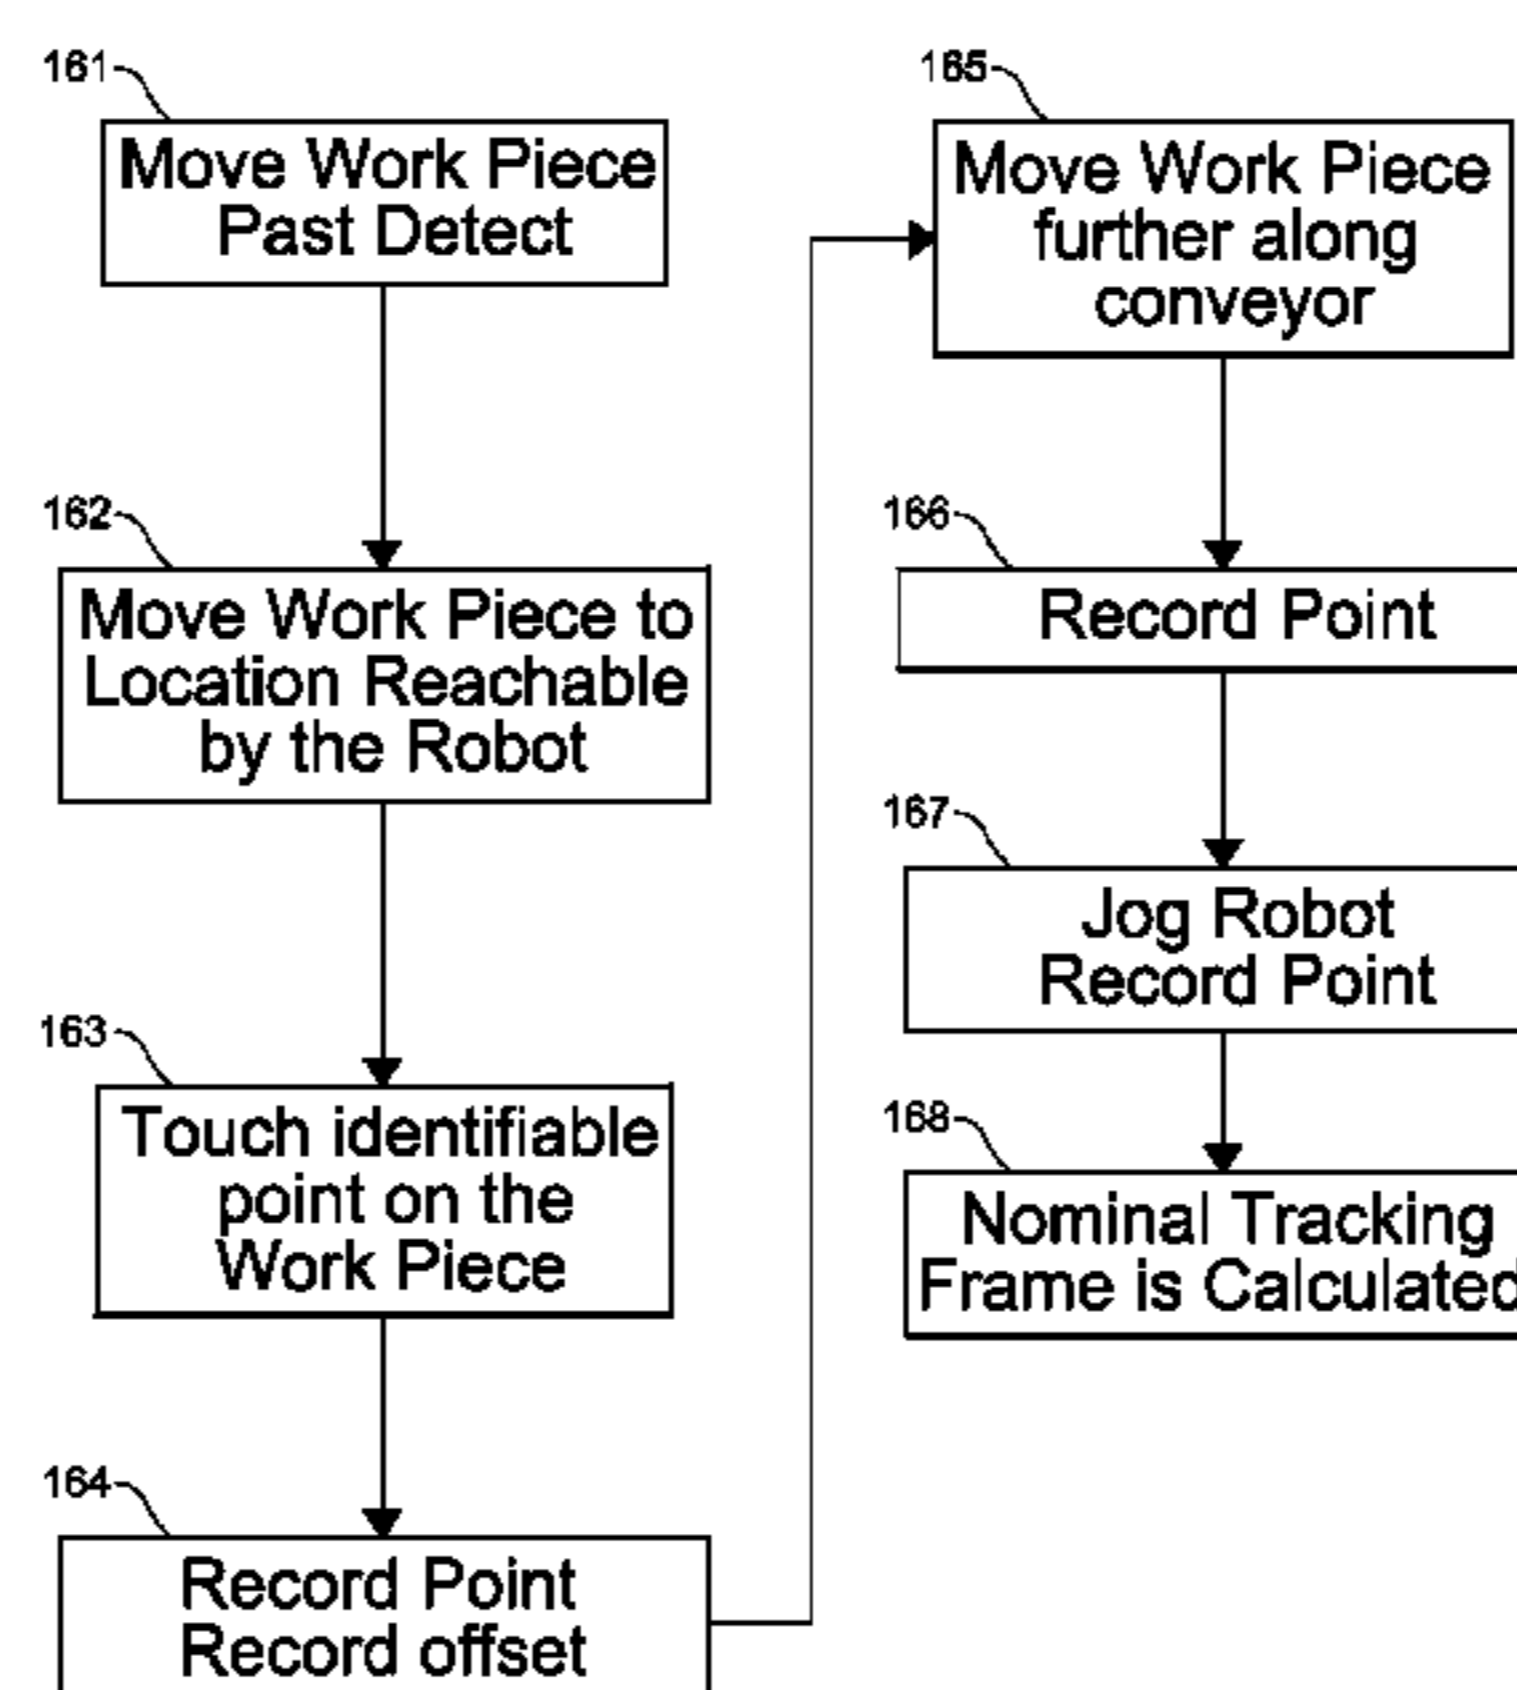 161
Move Work Piece
Past Detect
162
Move Work Piece to
Location Reachable
by the Robot
163
Touch identifiable
point on the
Work Piece
164
Record Point
Record offset
165
Move Work Piece
further along
conveyor
166
Record Point
167
Jog Robot
Record Point
168
Nominal Tracking
Frame is Calculated